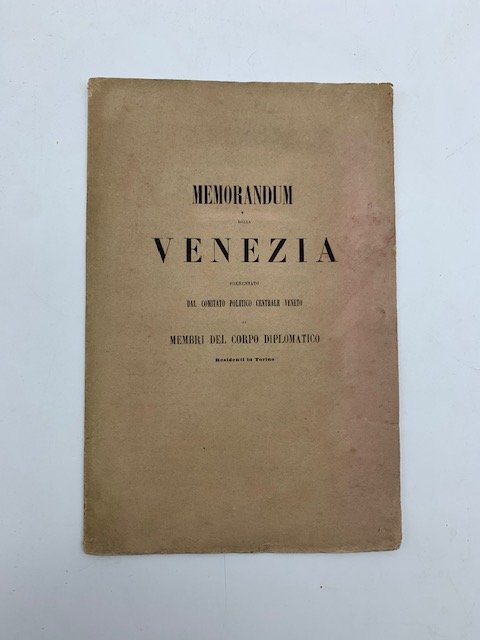 MEMORANDUM
DELLA
VENEZIA
PRESENTATO
DAL COMITATO POLITICO CENTRALE VENETO
AI
MEMBRI DEL CORPO DIPLOMATICO
Residenti in Torino